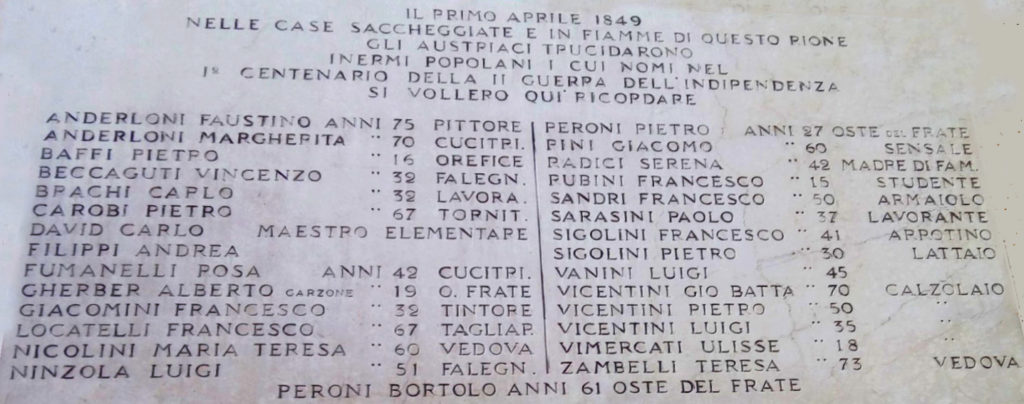 IL PRIMO APRILE 1849
NELLE CASE SACCHEGGIATE E IN FIAMME DI QUESTO RIONE
GLI AUSTRIACI TRUCIDARONO
INERMI POPOLANI I CUI NOMI NEL
1º CENTENARIO DELLA II GUERRA DELL'INDIPENDENZA
SI VOLLERO QUI' RICORDARE
ANDERLONI FAUSTINO ANNI 75 PITTORE
ANDERLONI MARGHERITA " 70 CUCITRI.
BAFFI PIETRO " 16 OREFICE
BECCAGUTI VINCENZO " 32 FALEGN.
BRACHI CARLO " 32 LAVORA.
CAROBI PIETRO " 67 TORNIT.
DAVID CARLO MAESTRO ELEMENTARE
FILIPPI ANDREA
FUMANELLI ROSA ANNI 42 CUCITRI.
GHERBER ALBERTO GARZONE " 19 O. FRATE
GIACOMINI FRANCESCO " 32 TINTORE
LOCATELLI FRANCESCO " 67 TAGLIAR.
NICOLINI MARIA TERESA " 60 VEDOVA
NINZOLA LUIGI " 51 FALEGN.
PERONI PIETRO ANNI 27 OSTE DEL FRATE
PINI GIACOMO " 60 SENSALE
RADICI SERENA " 42 MADRE DI FAM.
RUBINI FRANCESCO " 15 STUDENTE
SANDRI FRANCESCO " 50 ARMAIOLO
SARASINI PAOLO " 37 LAVORANTE
SIGOLINI FRANCESCO " 41 ARROTINO
SIGOLINI PIETRO " 30 LATTAIO
VANINI LUIGI " 45
VICENTINI GIO BATTA " 70 CALZOLAIO
VICENTINI PIETRO " 50 "
VICENTINI LUIGI " 35 "
VIMERCATI ULISSE " 18 "
ZAMBELLI TERESA " 73 VEDOVA
PERONI BORTOLO ANNI 61 OSTE DEL FRATE